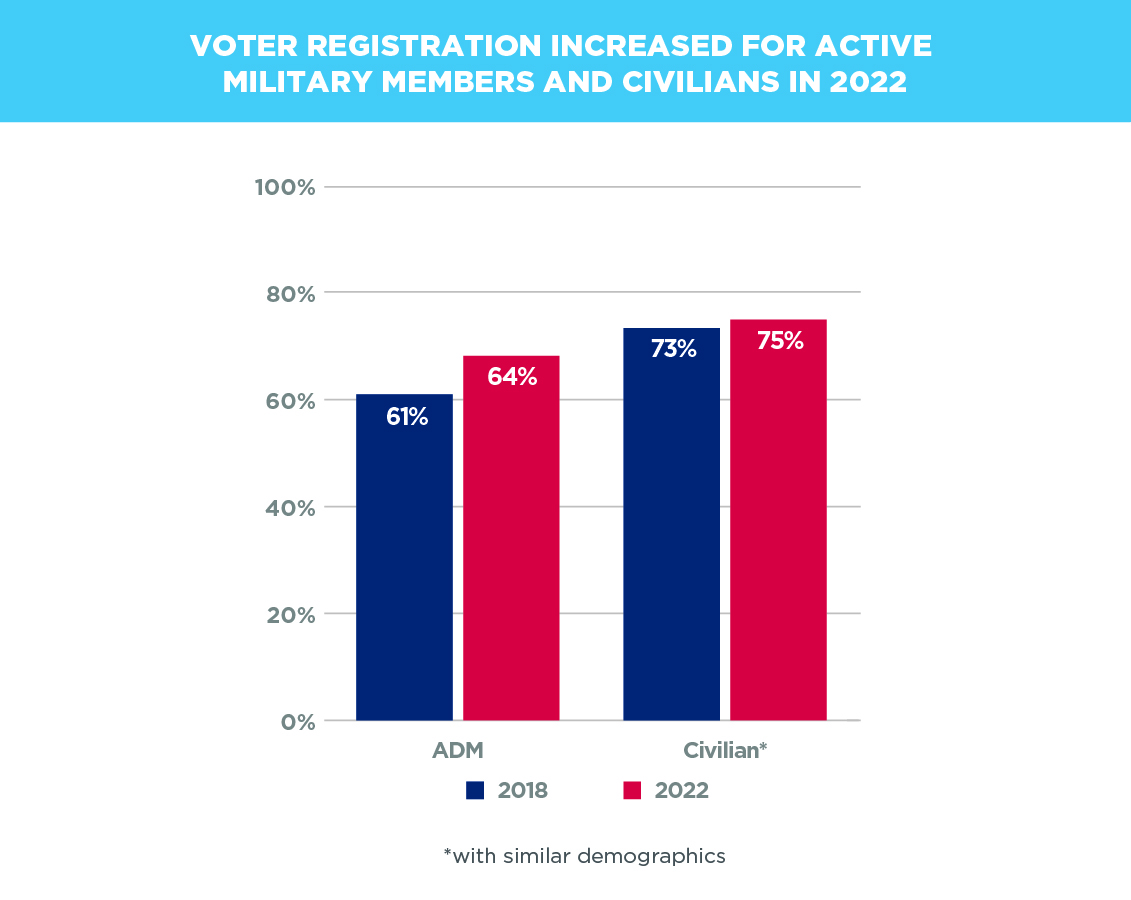 VOTER REGISTRATION INCREASED FOR ACTIVE
MILITARY MEMBERS AND CIVILIANS IN 2022
100%
80%
60%
40%
20%
0%
61%
64%
73%
75%
ADM
Civilian*
2018
2022
*with similar demographics